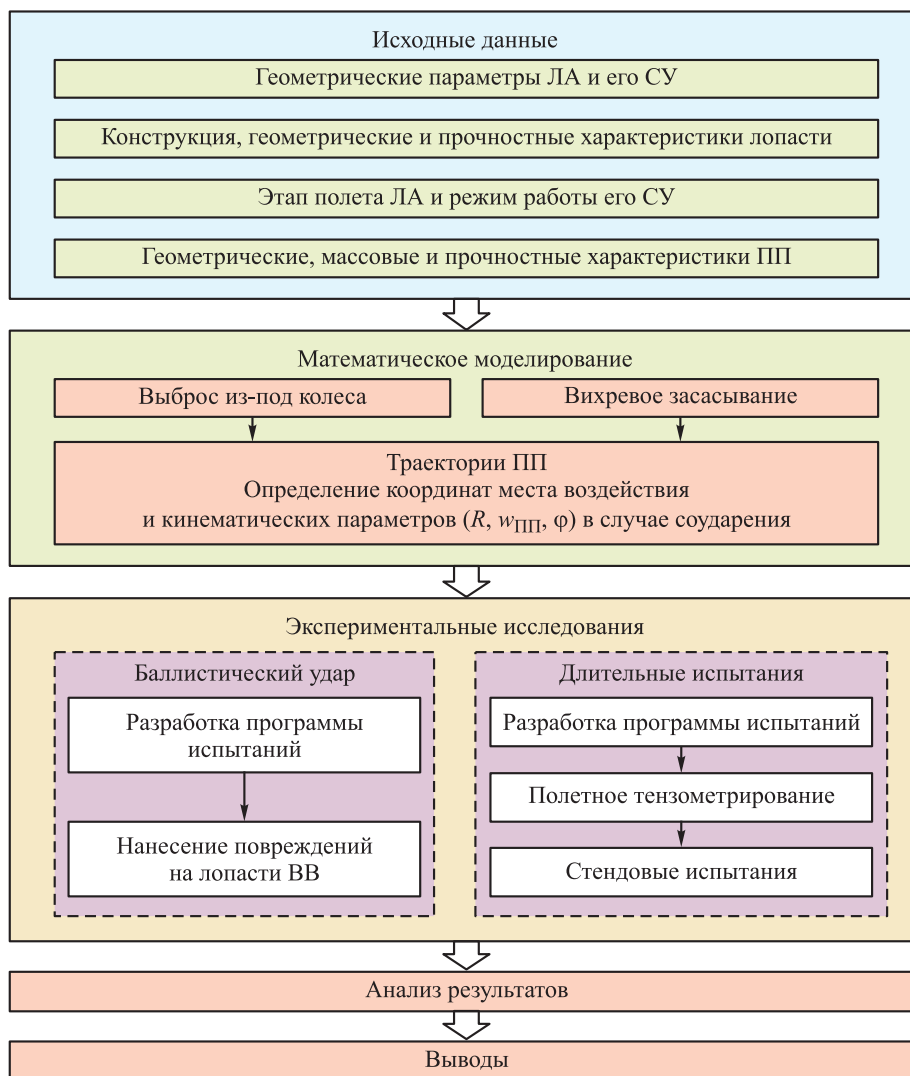 Исходные данные
Геометрические параметры ЛА и его СУ
Конструкция, геометрические и прочностные характеристики лопасти
Этап полета ЛА и режим работы его СУ
Геометрические, массовые и прочностные характеристики ПП
Математическое моделирование
Выброс из-под колеса
Вихревое засасывание
Траектории ПП
Определение координат места воздействия
и кинематических параметров (R, wПП, φ) в случае соударения
Экспериментальные исследования
Баллистический удар
Разработка программы
испытаний
Нанесение повреждений
на лопасти ВВ
Длительные испытания
Разработка программы испытаний
Полетное тензометрирование
Стендовые испытания
Анализ результатов
Выводы